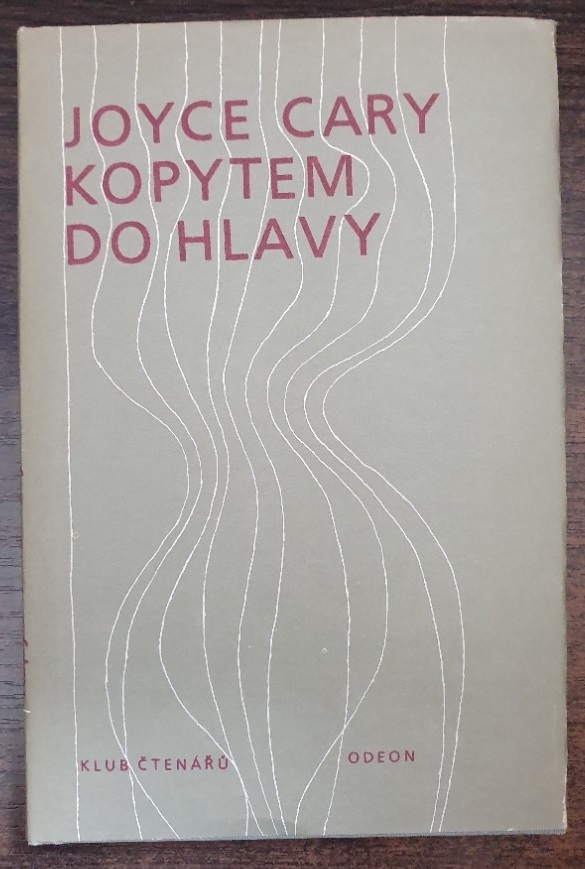 JOYCE CARY
KOPYTEM
DO HLAVY
KLUB ČTENÁŘŮ
ODEON